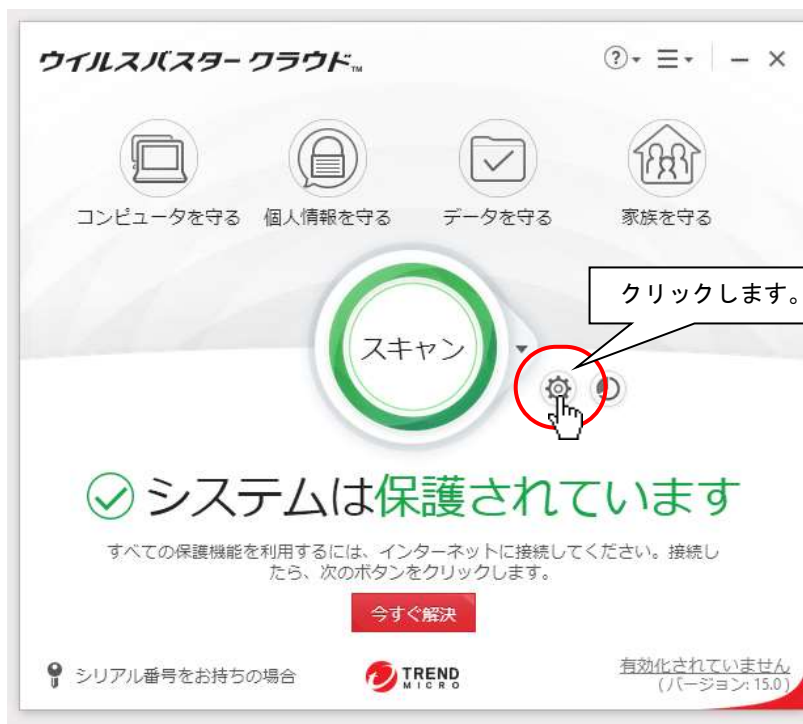 ウイルスバスター クラウド™
コンピュータを守る
個人情報を守る
データを守る
家族を守る
クリックします。
スキャン
システムは保護されています
すべての保護機能を利用するには、インターネットに接続してください。接続し
たら、次のボタンをクリックします。
今すぐ解決
シリアル番号をお持ちの場合
TREND
MICRO
有効化されていません
(バージョン: 15.0)